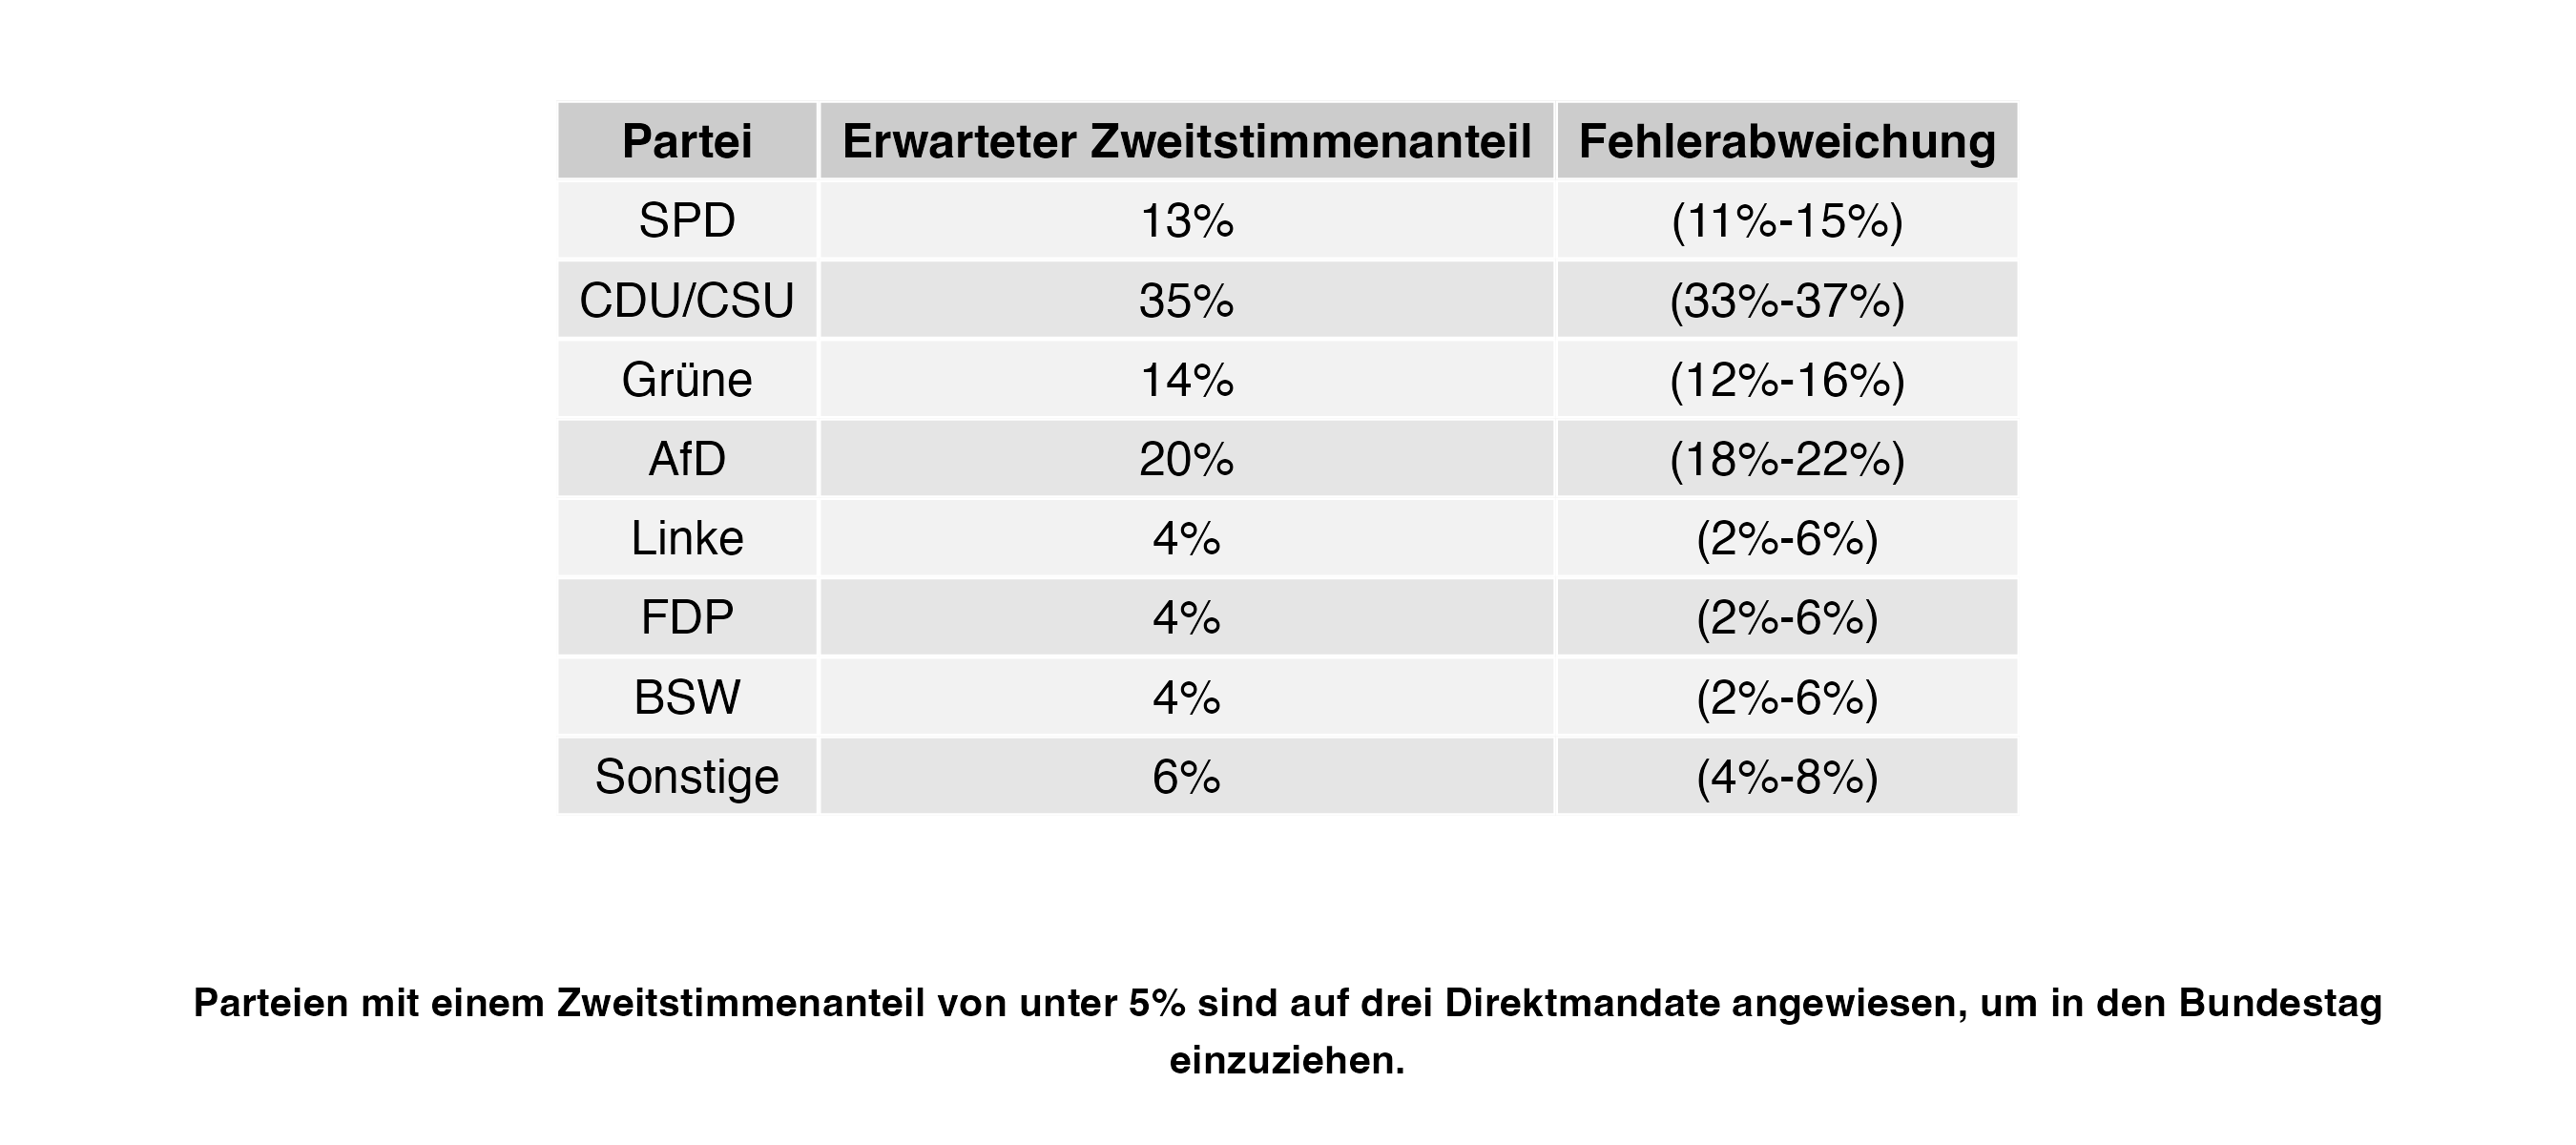 Partei Erwarteter Zweitstimmenanteil Fehlerabweichung
SPD 13% (11%-15%)
CDU/CSU 35% (33%-37%)
Grüne 14% (12%-16%)
AfD 20% (18%-22%)
Linke 4% (2%-6%)
FDP 4% (2%-6%)
BSW 4% (2%-6%)
Sonstige 6% (4%-8%)
Parteien mit einem Zweitstimmenanteil von unter 5% sind auf drei Direktmandate angewiesen, um in den Bundestag
einzuziehen.